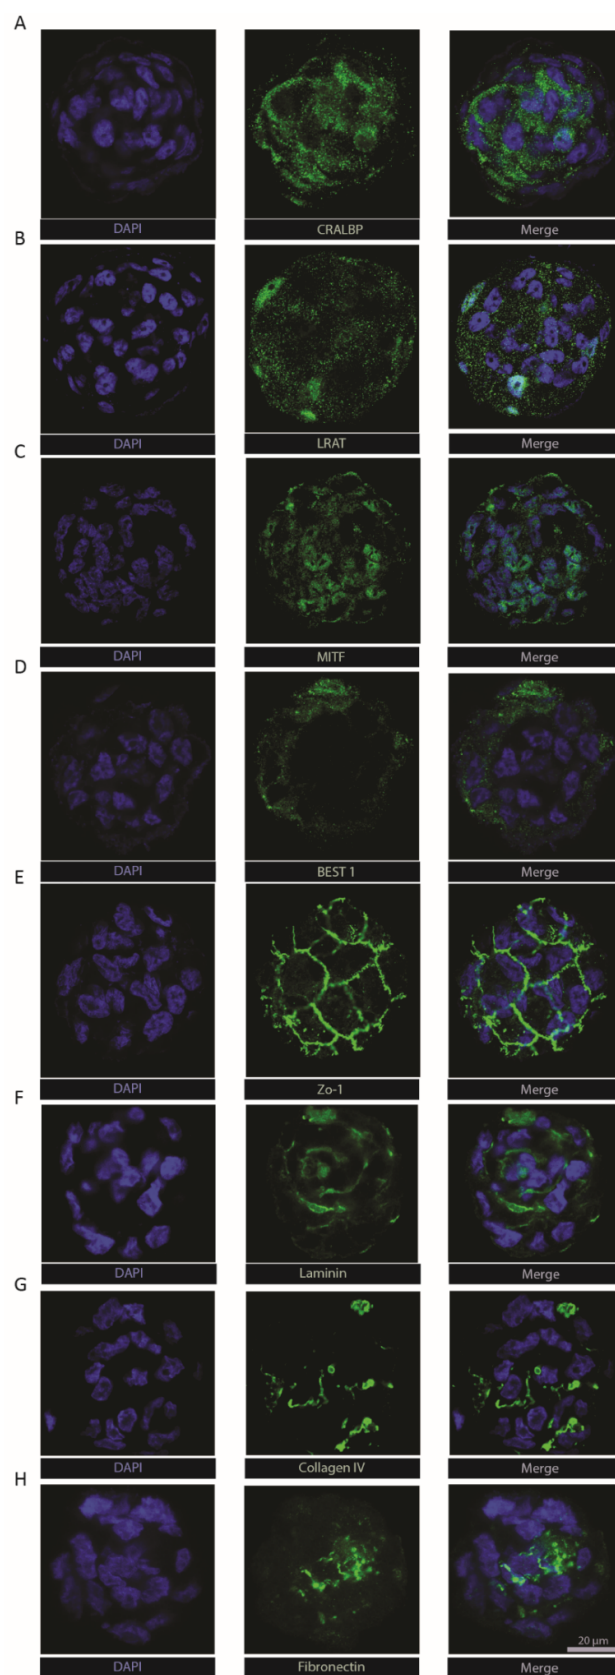 A
DAPI CRALBP Merge
B
DAPI LRAT Merge
C
DAPI MITF Merge
D
DAPI BEST 1 Merge
E
DAPI Zo-1 Merge
F
DAPI Laminin Merge
G
DAPI Collagen IV Merge
H
20 µm
DAPI Fibronectin Merge